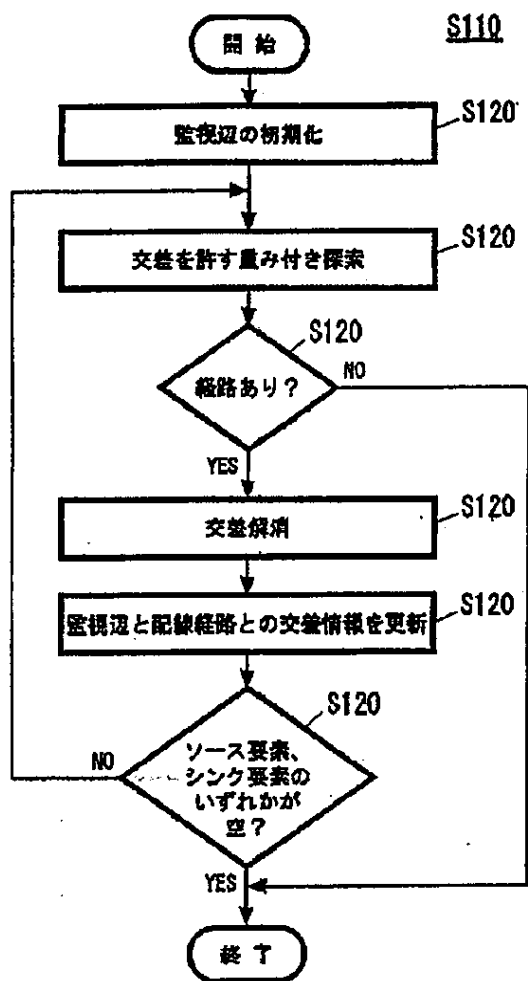 S110
開始
S120
監視辺の初期化
S120
交差を許す重み付き探索
S120
経路あり?
NO
YES
S120
交差解消
S120
監視辺と配線経路との交差情報を更新
S120
ソース要素、
シンク要素の
いずれかが
空?
NO
YES
終了